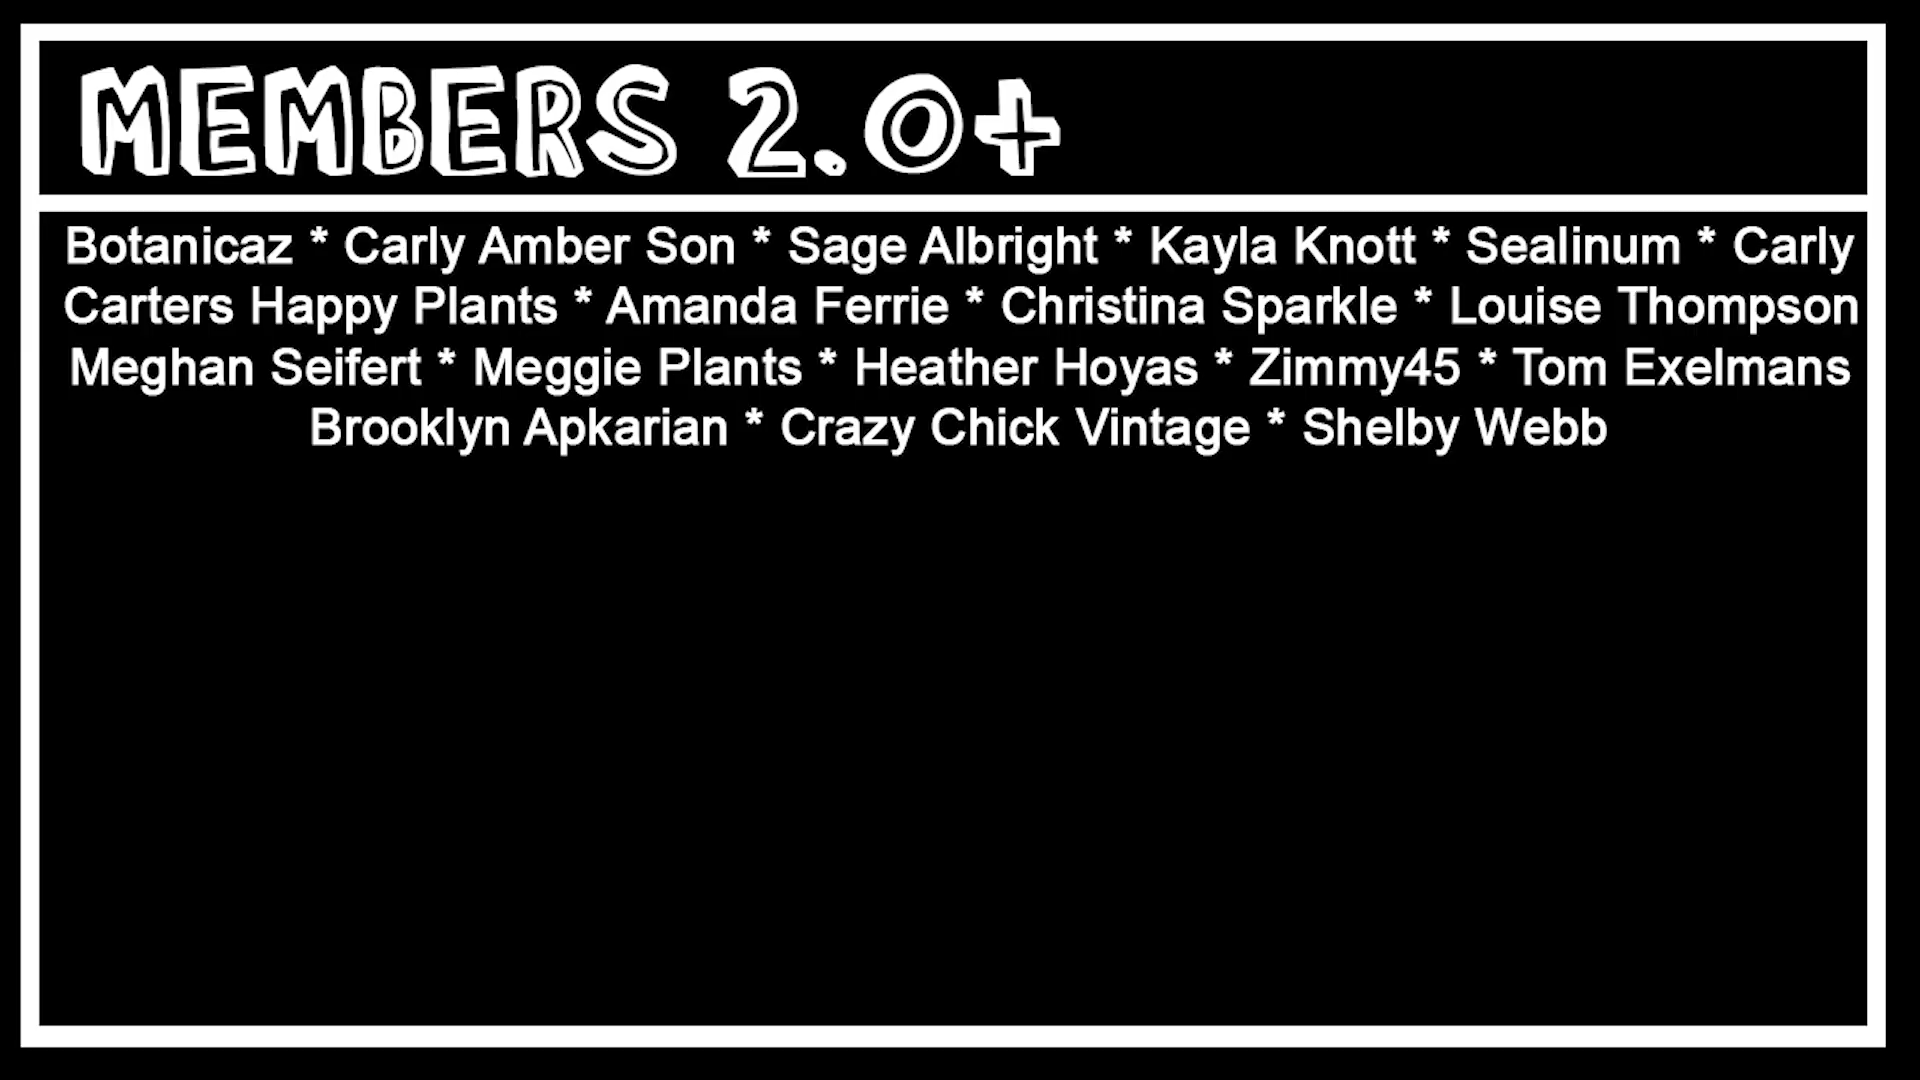 MEMBERS 2.0+
Botanicaz * Carly Amber Son * Sage Albright * Kayla Knott * Sealinum * Carly
Carters Happy Plants * Amanda Ferrie * Christina Sparkle * Louise Thompson
Meghan Seifert * Meggie Plants * Heather Hoyas * Zimmy45 * Tom Exelmans
Brooklyn Apkarian * Crazy Chick Vintage * Shelby Webb